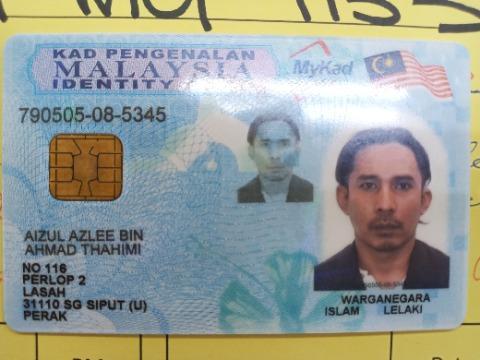 KAD PENGENALAN
MALAYSIA
IDENTITY
MyKad
790505-08-5345
AIZUL AZLEE BIN
AHMAD THAHIMI
NO 116
PERLOP 2
LASAH
31110 SG SIPUT (U)
PERAK
WARGANEGARA
ISLAM LELAKI